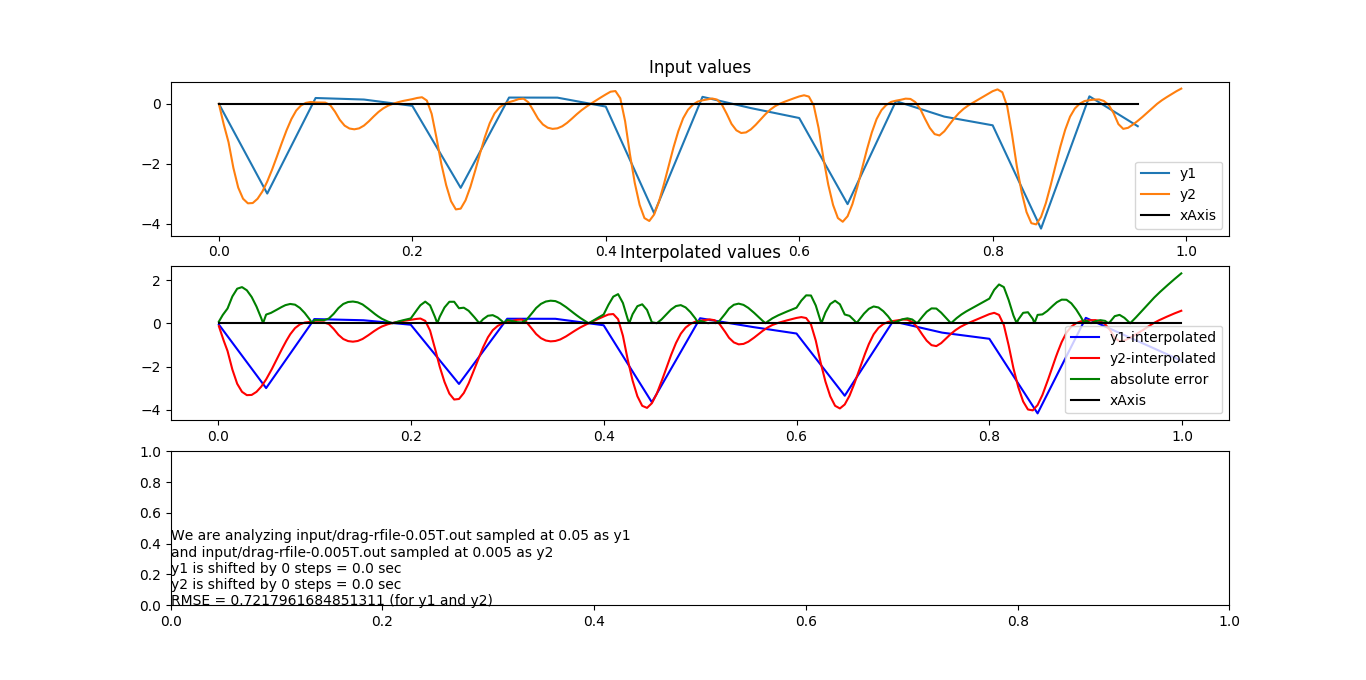 Input values
0
−2
−4
y1
y2
xAxis
0.0 0.2 0.4 0.6 0.8 1.0
Interpolated values
2
0
−2
−4
y1-interpolated
y2-interpolated
absolute error
xAxis
0.0 0.2 0.4 0.6 0.8 1.0
1.0
0.8
0.6
0.4
0.2
0.0
We are analyzing input/drag-rfile-0.05T.out sampled at 0.05 as y1
and input/drag-rfile-0.005T.out sampled at 0.005 as y2
y1 is shifted by 0 steps = 0.0 sec
y2 is shifted by 0 steps = 0.0 sec
RMSE = 0.7217961684851311 (for y1 and y2)
0.0 0.2 0.4 0.6 0.8 1.0